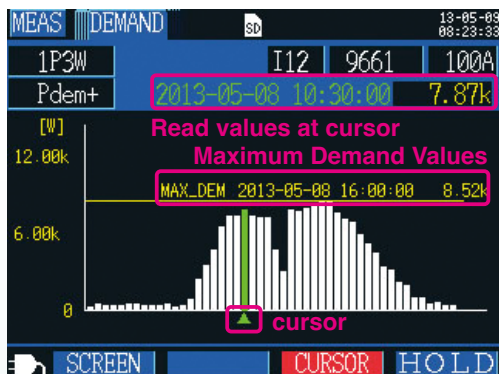 MEAS DEMAND SD 13-05-09
08:23:33
1P3W I12 9661 100A
Pdem+ 2013-05-08 10:30:00 7.87k
[W] Read values at cursor
12.00k Maximum Demand Values
MAX_DEM 2013-05-08 16:00:00 8.52k
6.00k
0
cursor
SCREEN CURSOR HOLD